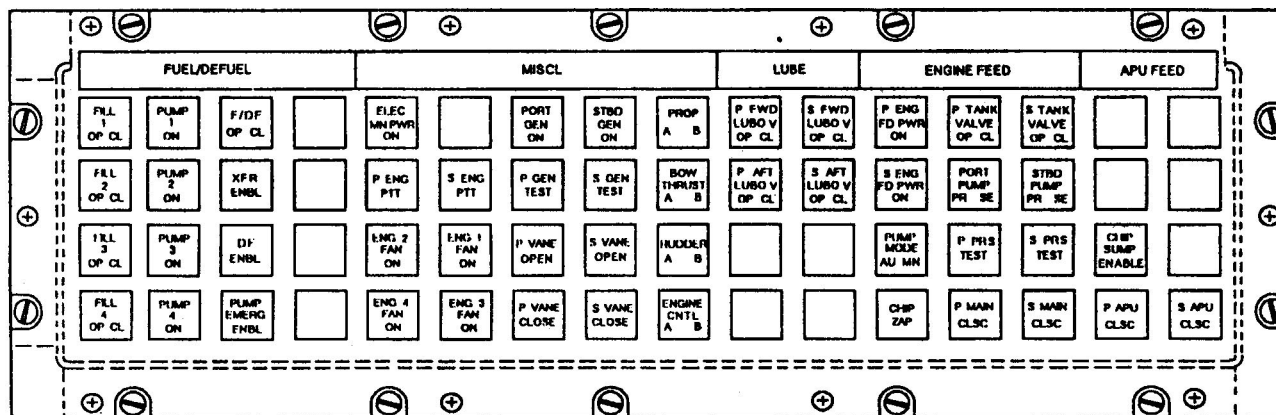 FUEL/DEFUEL MISCL LUBE ENGINE FEED APU FEED
FILL PUMP F/DF ELEC PORT STBD PROP P FWD S FWD P ENG P TANK S TANK
1 1 OP CL MN PWR GEN GEN A B LUBO V LUBO V FD PWR VALVE VALVE
OP CL ON ON ON ON OP CL OP CL ON OP CL OP CL
FILL PUMP XFR P ENG S ENG P GEN S GEN BOW P AFT S AFT S ENG PORT STBD
2 2 ENBL PTT PTT TEST TEST THRUST LUBO V LUBO V FD PWR PUMP PUMP
OP CL ON A B OP CL OP CL ON PR SE PR SE
FILL PUMP DF ENG 2 ENG 1 P VANE S VANE RUDDER PUMP P PRS S PRS CHIP
3 3 ENBL FAN FAN OPEN OPEN A B MODE TEST TEST SUMP
OP CL ON ON ON AU MN ENABLE
FILL PUMP PUMP ENG 4 ENG 3 P VANE S VANE ENGINE CHIP P MAIN S MAIN P APU S APU
4 4 EMERG FAN FAN CLOSE CLOSE CNTL ZAP CLSC CLSC CLSC CLSC
OP CL ON ENBL ON ON A B